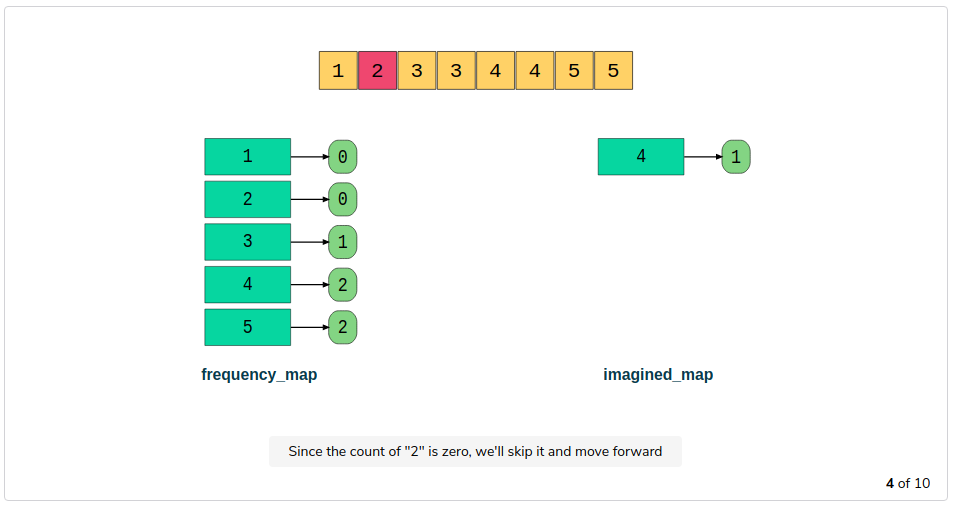 1 2 3 3 4 4 5 5
1 0 4 1
2 0
3 1
4 2
5 2
frequency_map imagined_map
Since the count of "2" is zero, we'll skip it and move forward
4 of 10